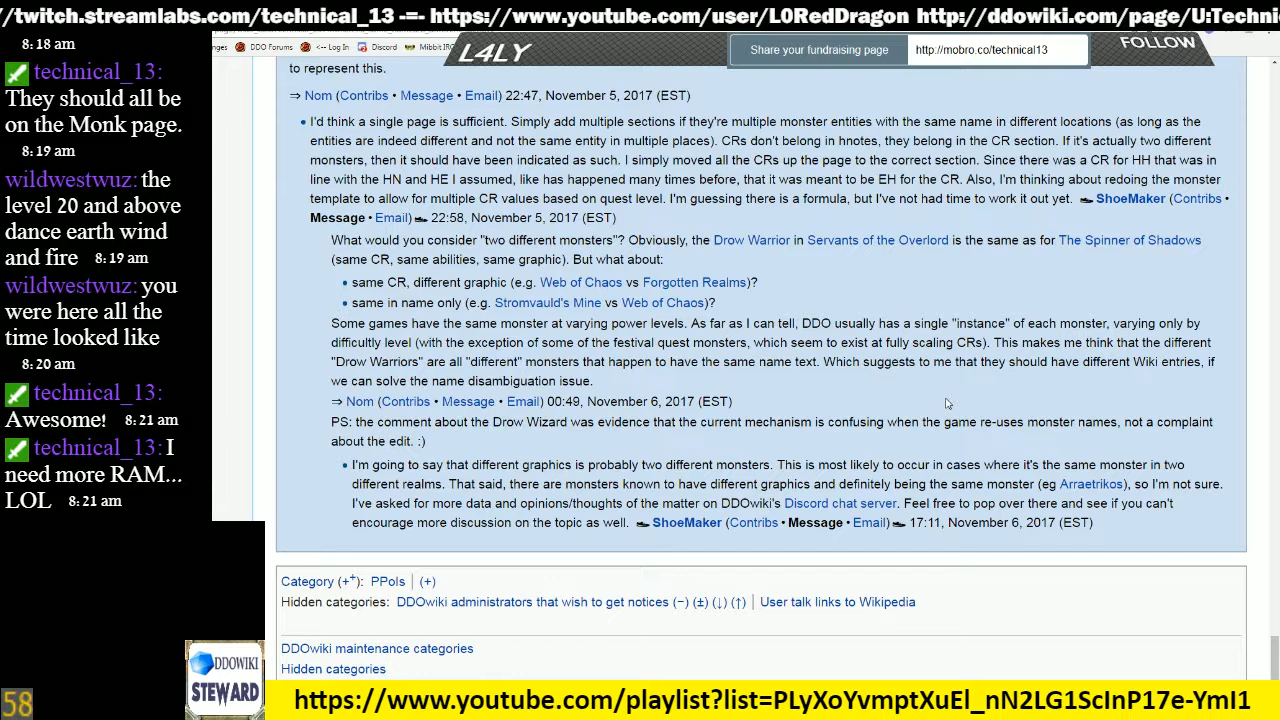 /twitch.streamlabs.com/technical_13 -=- https://www.youtube.com/user/L0RedDragon http://ddowiki.com/page/U:Techni
8:18 am
technical_13:
They should all be
on the Monk page.
8:19 am
wildwestwuz: the
level 20 and above
dance earth wind
and fire 8:19 am
wildwestwuz: you
were here all the
time looked like
8:20 am
technical_13:
Awesome! 8:21 am
technical_13: I
need more RAM...
LOL 8:21 am
nges DDO Forums <-- Log In Discord Mibbit IR
L4LY
Share your fundraising page http://mobro.co/technical13
FOLLOW
to represent this.
⇒ Nom (Contribs • Message • Email) 22:47, November 5, 2017 (EST)
• I'd think a single page is sufficient. Simply add multiple sections if they're multiple monster entities with the same name in different locations (as long as the
entities are indeed different and not the same entity in multiple places). CRs don't belong in hnotes, they belong in the CR section. If it's actually two different
monsters, then it should have been indicated as such. I simply moved all the CRs up the page to the correct section. Since there was a CR for HH that was in
line with the HN and HE I assumed, like has happened many times before, that it was meant to be EH for the CR. Also, I'm thinking about redoing the monster
template to allow for multiple CR values based on quest level. I'm guessing there is a formula, but I've not had time to work it out yet. ShoeMaker (Contribs •
Message • Email) 22:58, November 5, 2017 (EST)
What would you consider "two different monsters"? Obviously, the Drow Warrior in Servants of the Overlord is the same as for The Spinner of Shadows
(same CR, same abilities, same graphic). But what about:
• same CR, different graphic (e.g. Web of Chaos vs Forgotten Realms)?
• same in name only (e.g. Stromvauld's Mine vs Web of Chaos)?
Some games have the same monster at varying power levels. As far as I can tell, DDO usually has a single "instance" of each monster, varying only by
difficultly level (with the exception of some of the festival quest monsters, which seem to exist at fully scaling CRs). This makes me think that the different
"Drow Warriors" are all "different" monsters that happen to have the same name text. Which suggests to me that they should have different Wiki entries, if
we can solve the name disambiguation issue.
⇒ Nom (Contribs • Message • Email) 00:49, November 6, 2017 (EST)
PS: the comment about the Drow Wizard was evidence that the current mechanism is confusing when the game re-uses monster names, not a complaint
about the edit. :)
• I'm going to say that different graphics is probably two different monsters. This is most likely to occur in cases where it's the same monster in two
different realms. That said, there are monsters known to have different graphics and definitely being the same monster (eg Arraetrikos), so I'm not sure.
I've asked for more data and opinions/thoughts of the matter on DDOwiki's Discord chat server. Feel free to pop over there and see if you can't
encourage more discussion on the topic as well. ShoeMaker (Contribs • Message • Email) 17:11, November 6, 2017 (EST)
Category (+⁺): PPols | (+)
Hidden categories: DDOwiki administrators that wish to get notices (−) (±) (↓) (↑) | User talk links to Wikipedia
DDOwiki maintenance categories
Hidden categories
DDOWIKI
STEWARD
58
https://www.youtube.com/playlist?list=PLyXoYvmptXuEl_nN2LG1ScInP17e-YmI1